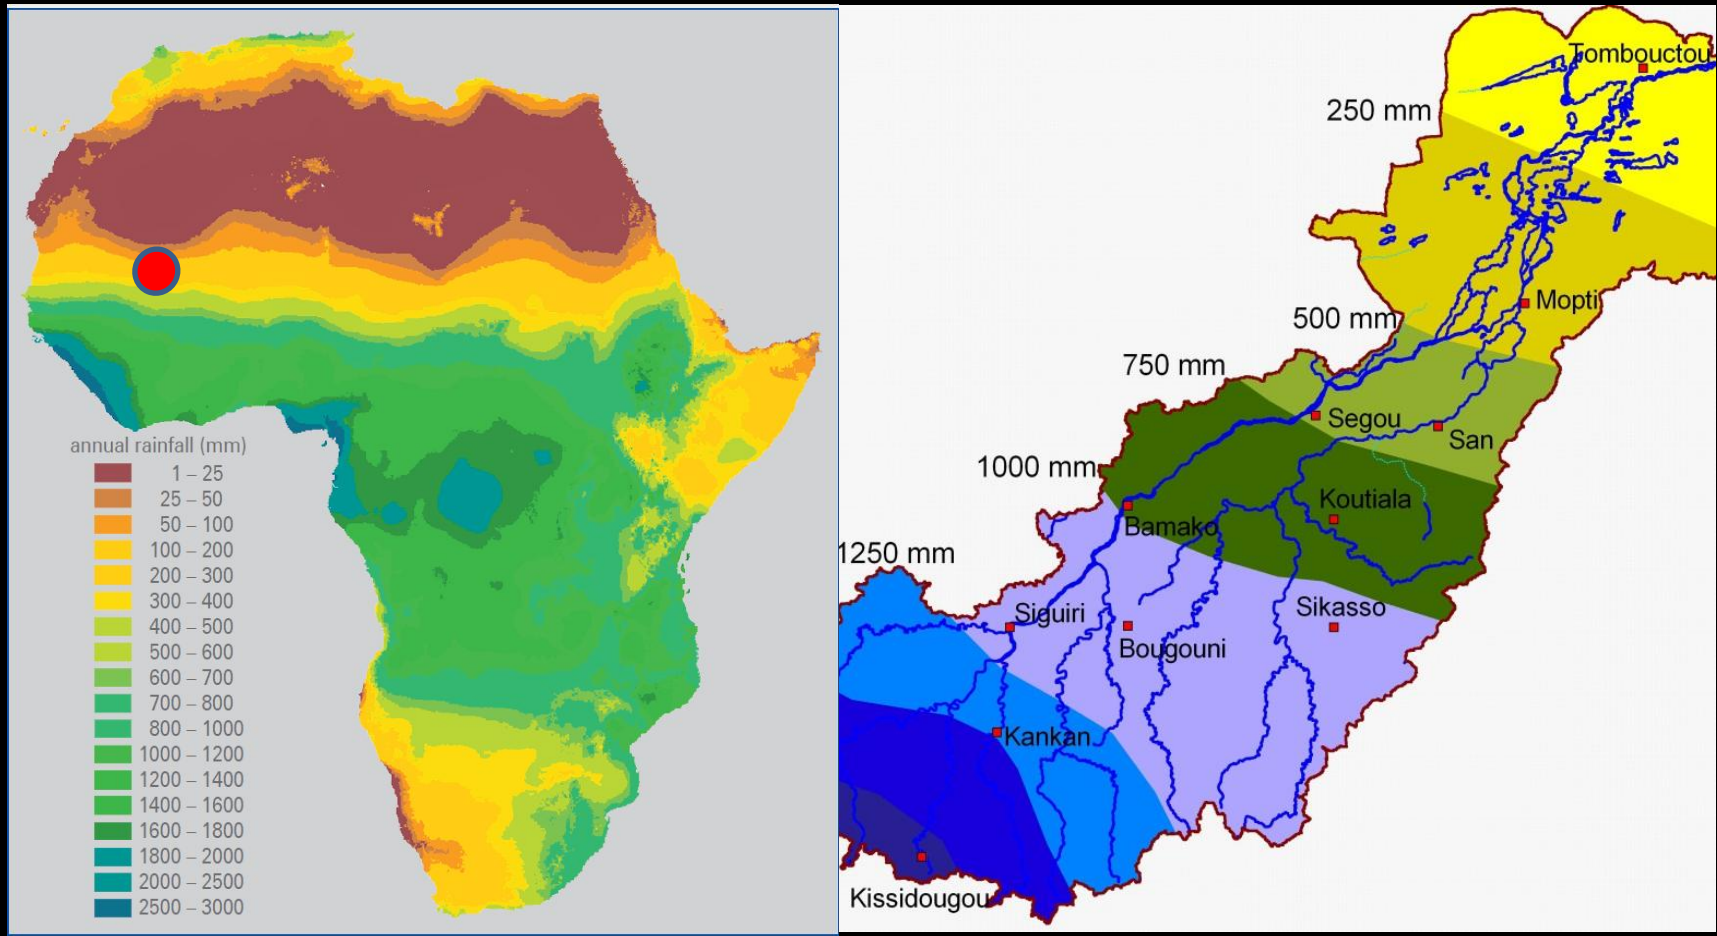 annual rainfall (mm)
1 – 25
25 – 50
50 – 100
100 – 200
200 – 300
300 – 400
400 – 500
500 – 600
600 – 700
700 – 800
800 – 1000
1000 – 1200
1200 – 1400
1400 – 1600
1600 – 1800
1800 – 2000
2000 – 2500
2500 – 3000
Tombouctou
250 mm
Mopti
500 mm
750 mm
Segou
San
1000 mm
Koutiala
Bamako
1250 mm
Siguiri
Sikasso
Bougouni
Kankan
Kissidougou